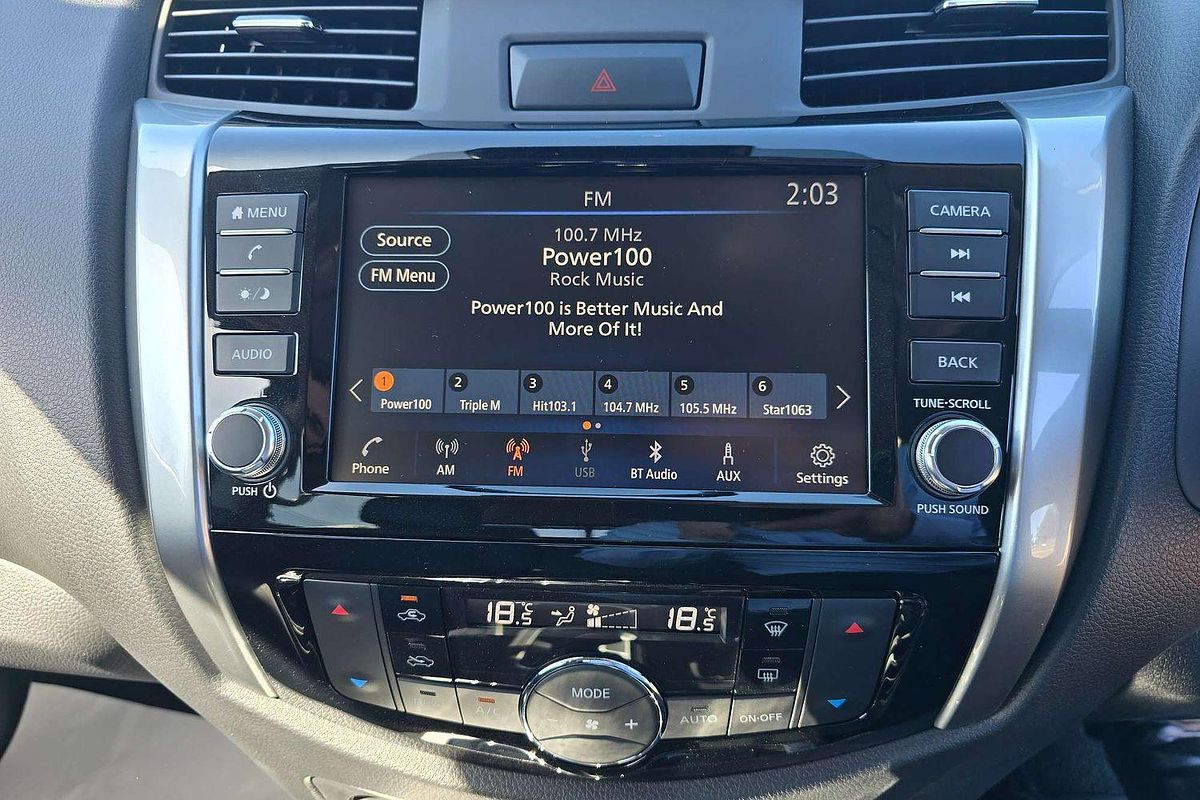 FM
2:03
MENU
CAMERA
100.7 MHz
Source
Power100
FM Menu
Rock Music
Power100 is Better Music And
More Of It!
AUDIO
BACK
1 2 3 4 5 6
Power100 Triple M Hit103.1 104.7 MHz 105.5 MHz Star1063
TUNE·SCROLL
Phone AM FM USB BT Audio AUX Settings
PUSH
PUSH SOUND
18.5°C 18.5°C
MODE
A/C
AUTO
ON·OFF